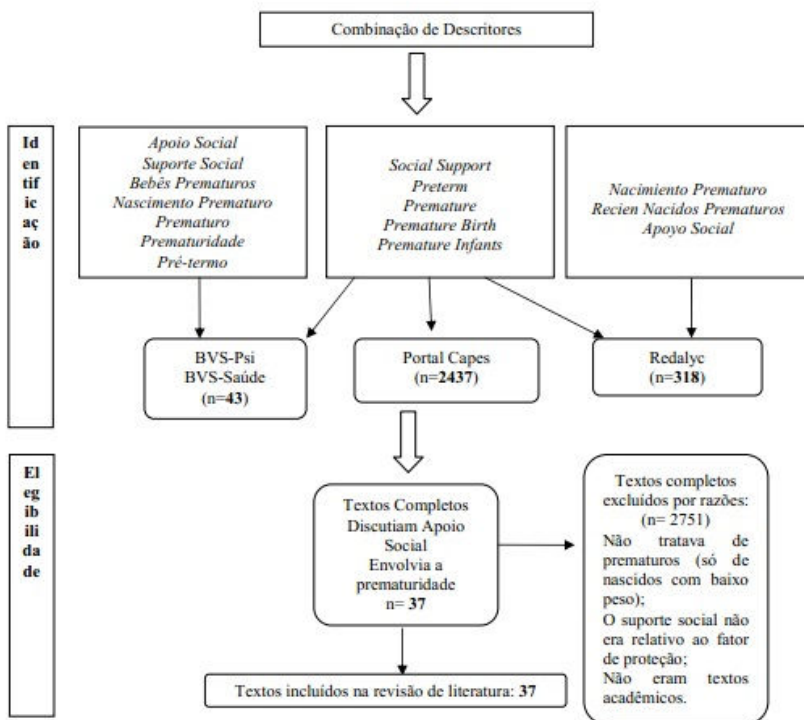 Combinação de Descritores
Id
en
tif
ic
aç
ão
Apoio Social
Suporte Social
Bebês Prematuros
Nascimento Prematuro
Prematuro
Prematuridade
Pré-termo
Social Support
Preterm
Premature
Premature Birth
Premature Infants
Nacimiento Prematuro
Recien Nacidos Prematuros
Apoyo Social
BVS-Psi
BVS-Saúde
(n=43)
Portal Capes
(n=2437)
Redalyc
(n=318)
El
eg
ib
ili
da
de
Textos Completos
Discutiam Apoio
Social
Envolvia a
prematuridade
n= 37
Textos completos
excluídos por razões:
(n= 2751)
Não tratava de
prematuros (só de
nascidos com baixo
peso);
O suporte social não
era relativo ao fator
de proteção;
Não eram textos
acadêmicos.
Textos incluídos na revisão de literatura: 37